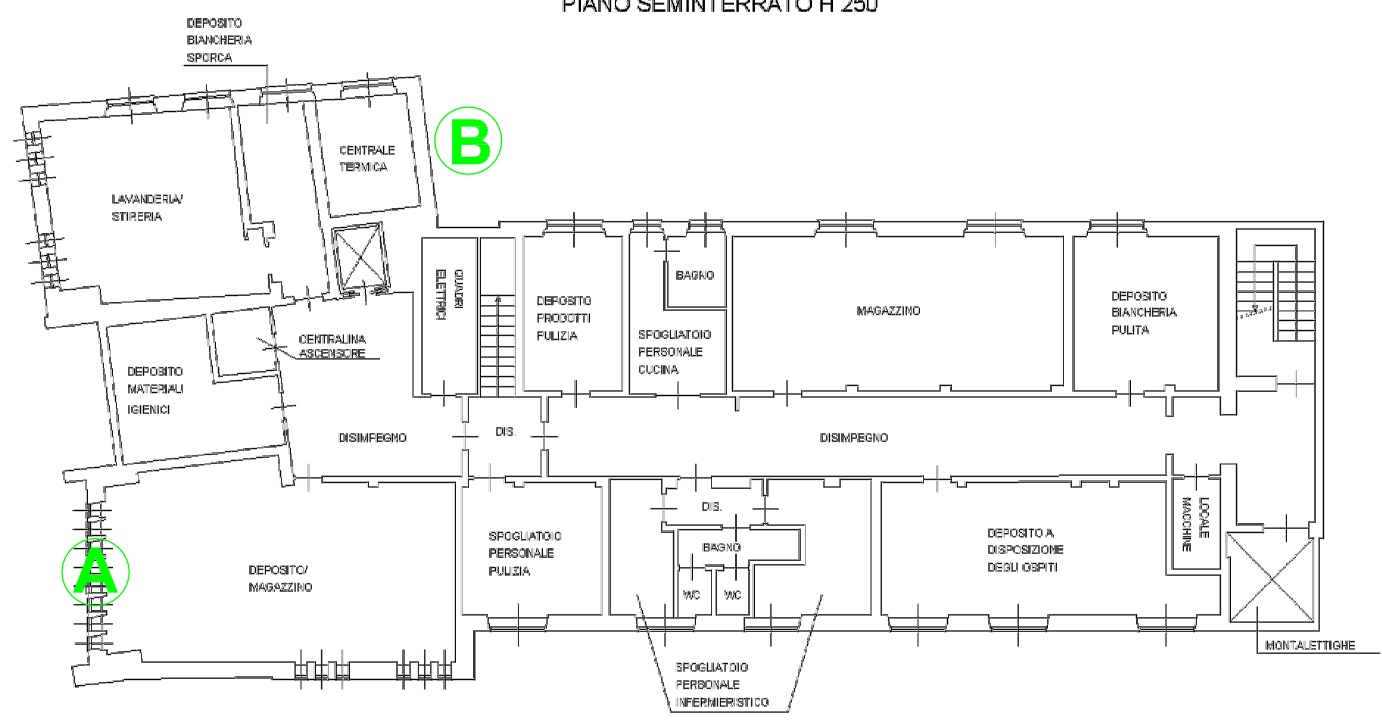 PIANO SEMINTERRATO H 250
DEPOSITO
BIANCHERIA
SPORCA
B
CENTRALE
TERMICA
LAVANDERIA/
STIRERIA
QUADRI
ELETTRICI
BAGNO
DEPOSITO
PRODOTTI
PULIZIA
SPOGLIATOIO
PERSONALE
CUCINA
MAGAZZINO
DEPOSITO
BIANCHERIA
PULITA
CENTRALINA
ASCENSORE
DEPOSITO
MATERIALI
IGIENICI
DISIMPEGNO
DIS.
DISIMPEGNO
A
DEPOSITO/
MAGAZZINO
SPOGLIATOIO
PERSONALE
PULIZIA
DIS.
BAGNO
WC
WC
DEPOSITO A
DISPOSIZIONE
DEGLI OSPITI
LOCALE
MACCHINE
MONTALETTIGHE
SPOGLIATOIO
PERSONALE
INFERMIERISTICO